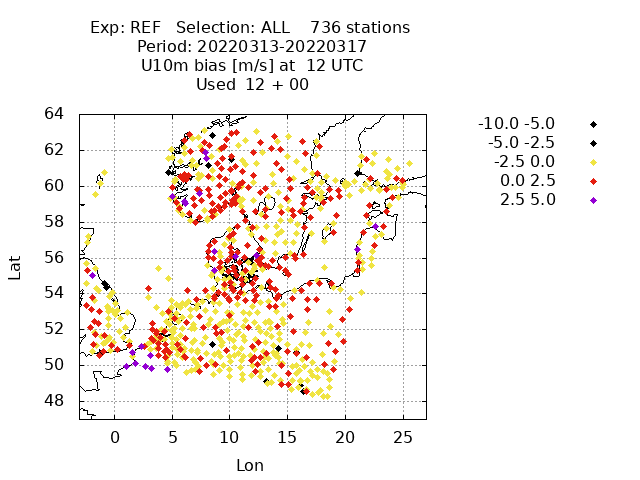 Exp: REF   Selection: ALL    736 stations
Period: 20220313-20220317
U10m bias [m/s] at  12 UTC
Used  12 + 00
-10.0 -5.0
-5.0 -2.5
-2.5 0.0
0.0 2.5
2.5 5.0
64
62
60
58
56
54
52
50
48
Lat
0 5 10 15 20 25
Lon